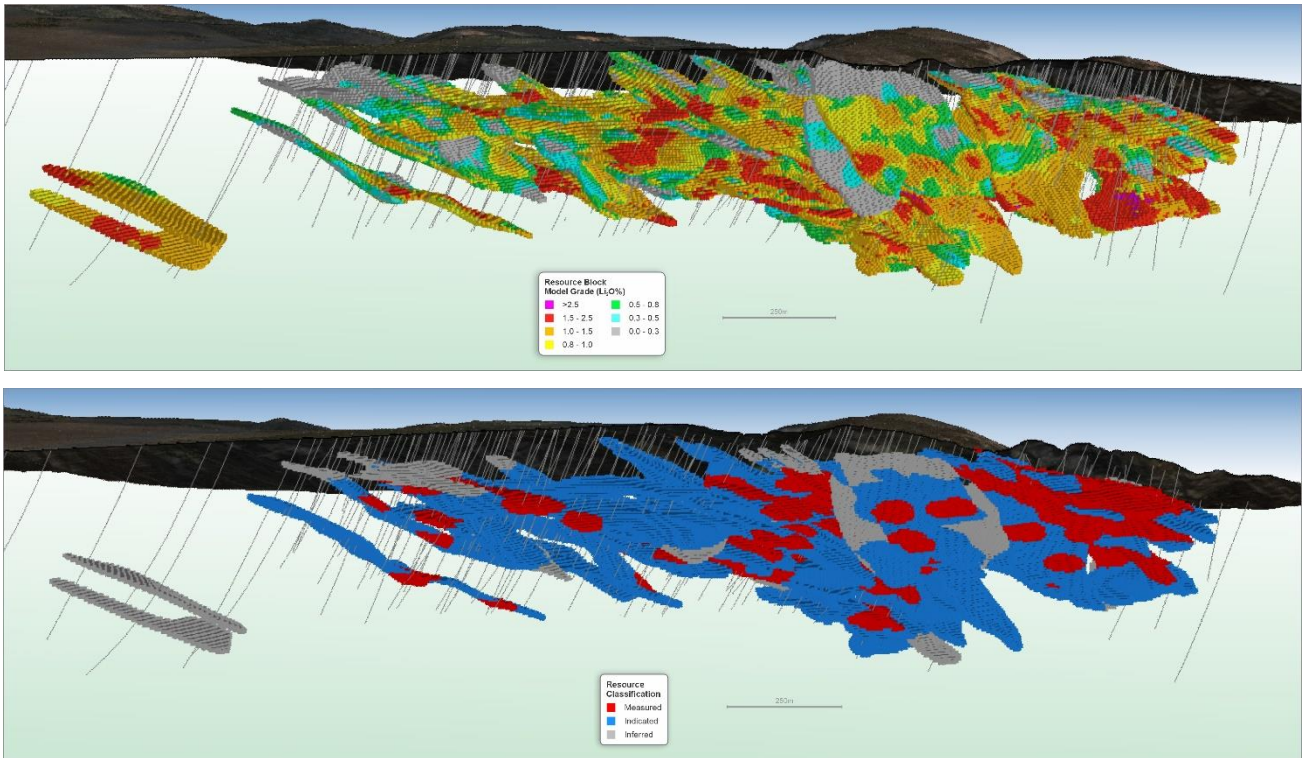 Resource Block
Model Grade (Li₂O%)
>2.5
1.5 - 2.5
1.0 - 1.5
0.8 - 1.0
0.5 - 0.8
0.3 - 0.5
0.0 - 0.3
250m
Resource
Classification
Measured
Indicated
Inferred
250m